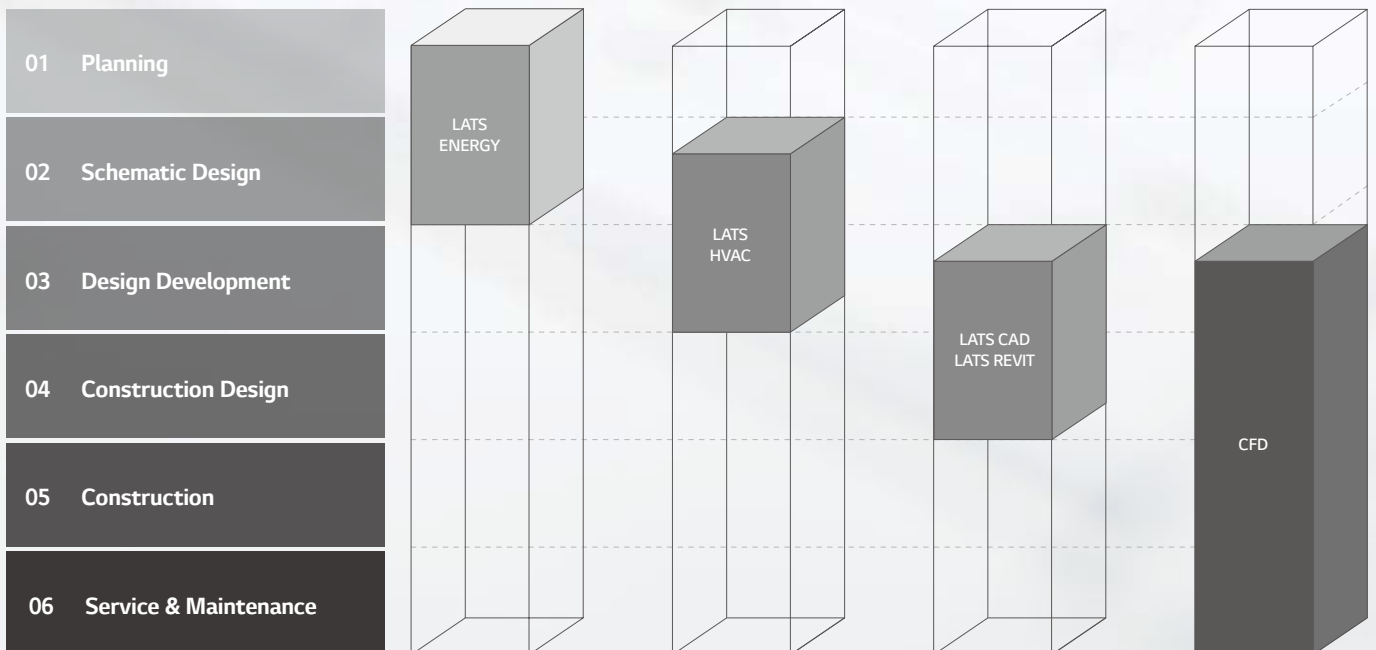 01 Planning
02 Schematic Design
03 Design Development
04 Construction Design
05 Construction
06 Service & Maintenance
LATS
ENERGY
LATS
HVAC
LATS CAD
LATS REVIT
CFD